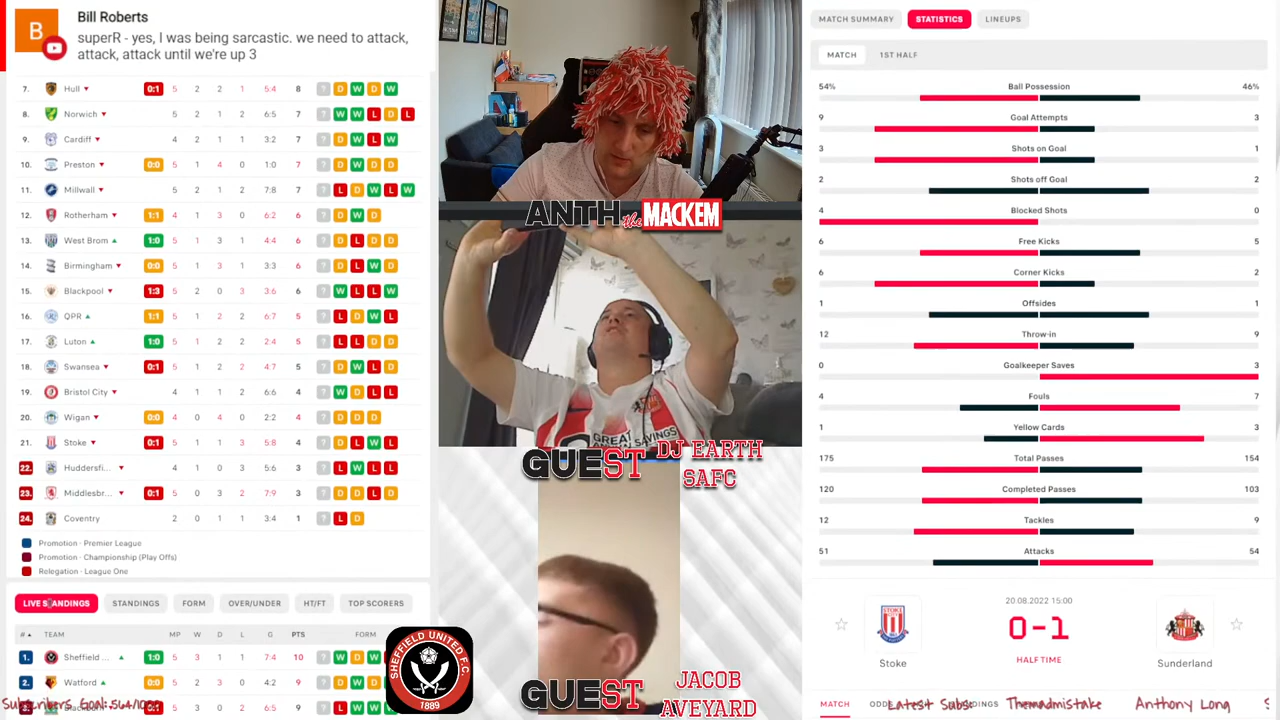 Bill Roberts
superR - yes, I was being sarcastic. we need to attack,
attack, attack until we're up 3
7. Hull 0:1 5 2 2 1 5:4 8 ? D W D W
8. Norwich 5 2 1 2 6:5 7 ? W W L D L
9. Cardiff 4 2 1 1 3:2 7 ? D W L W
10. Preston 0:0 5 1 4 0 1:0 7 ? D W D D
11. Millwall 5 2 1 2 7:8 7 ? L D W L W
12. Rotherham 1:1 4 1 3 0 6:2 6 ? D W D
13. West Brom 1:0 5 1 3 1 4:4 6 ? D L D D
14. Birmingham 0:0 5 1 3 1 3:3 6 ? D L W D
15. Blackpool 1:3 5 2 0 3 3:6 6 ? W L L W
16. QPR 1:1 5 1 2 2 6:7 5 ? L D W L
17. Luton 1:0 5 1 2 2 2:4 5 ? L L D D
18. Swansea 0:1 5 1 2 2 4:7 5 ? D W L D
19. Bristol City 4 1 1 2 6:6 4 ? W D L L
20. Wigan 0:0 4 0 4 0 2:2 4 ? D D D
21. Stoke 0:1 5 1 1 3 5:8 4 ? D L W L
22. Huddersfi... 4 1 0 3 5:6 3 ? L W L L
23. Middlesbr... 0:1 5 0 3 2 7:9 3 ? D D L D
24. Coventry 2 0 1 1 3:4 1 ? L D
Promotion - Premier League
Promotion - Championship (Play Offs)
Relegation - League One
LIVE STANDINGS STANDINGS FORM OVER/UNDER HT/FT TOP SCORERS
# TEAM MP W D L G PTS FORM
1. Sheffield ... 1:0 5 3 1 1 7:4 10 ? W D W
2. Watford 0:0 5 2 3 0 4:2 9 ? D W D
5 3 0 2 6:5 9 ? L W W
Subscribers Goal: 564/
SHEFFIELD UNITED F.C.
1889
ANTH the MACKEM
GREAT SAVINGS
GUEST DJ EARTH
SAFC
GUEST JACOB
AVEYARD
MATCH SUMMARY STATISTICS LINEUPS
MATCH 1ST HALF
54% Ball Possession 46%
9 Goal Attempts 3
3 Shots on Goal 1
2 Shots off Goal 2
4 Blocked Shots 0
6 Free Kicks 5
6 Corner Kicks 2
1 Offsides 1
12 Throw-in 9
0 Goalkeeper Saves 3
4 Fouls 7
1 Yellow Cards 3
175 Total Passes 154
120 Completed Passes 103
12 Tackles 9
51 Attacks 54
20.08.2022 15:00
0-1
HALF TIME
STOKE
Stoke Sunderland
MATCH ODDS
Latest Subs: Themadmistake Anthony Long